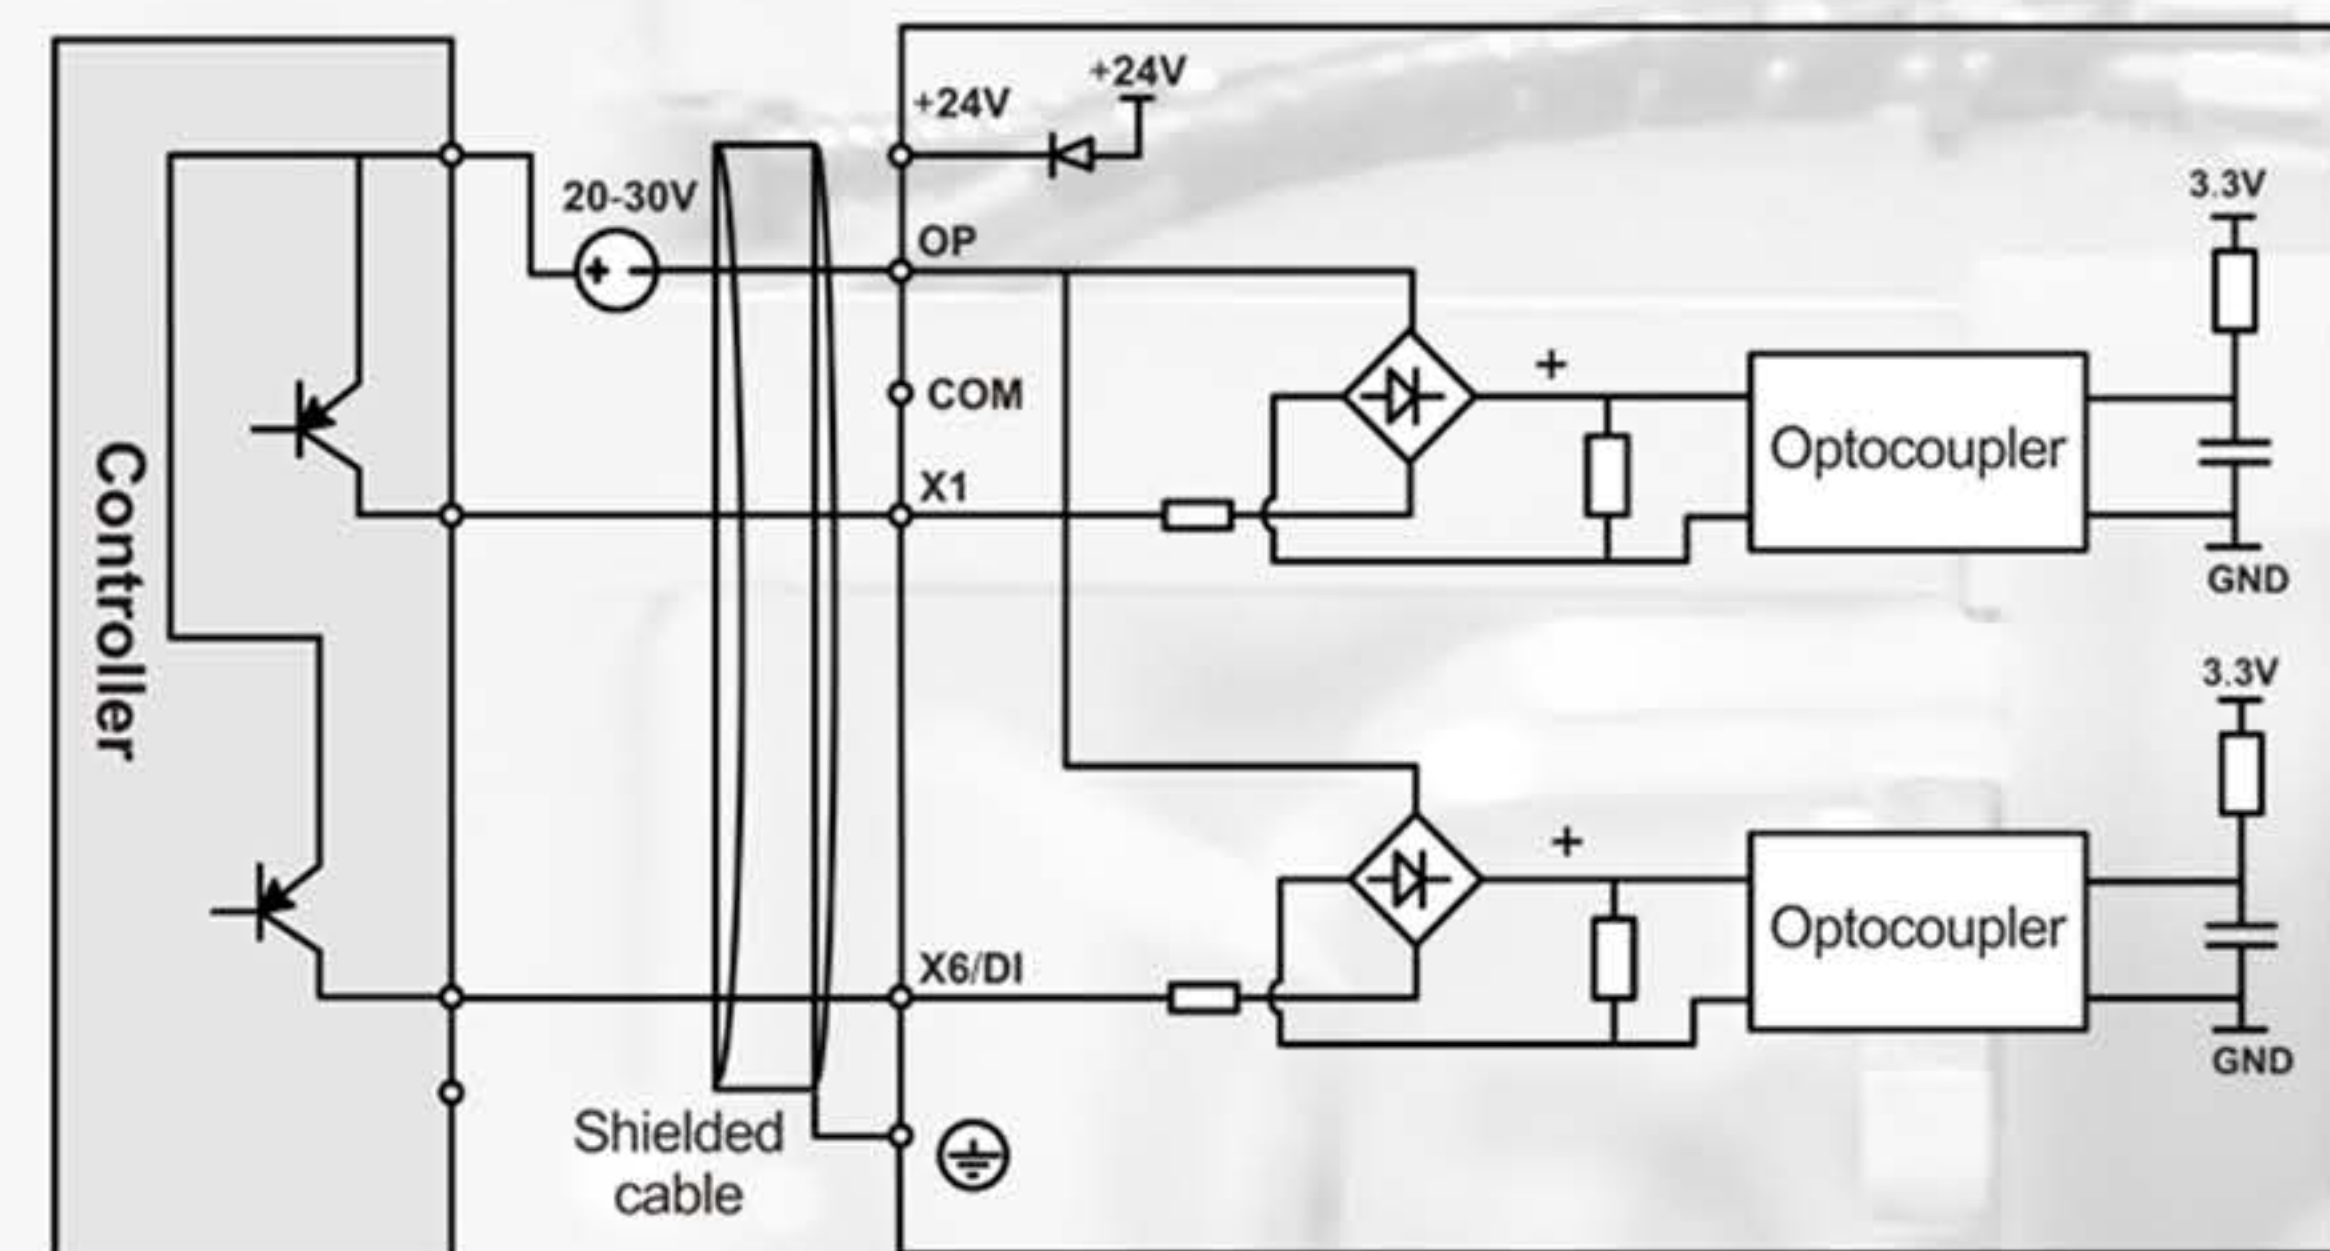 Controller
20-30V
+ -
+24V
+24V
OP
COM
X1
X6/DI
Shielded
cable
+
Optocoupler
3.3V
GND
+
Optocoupler
3.3V
GND